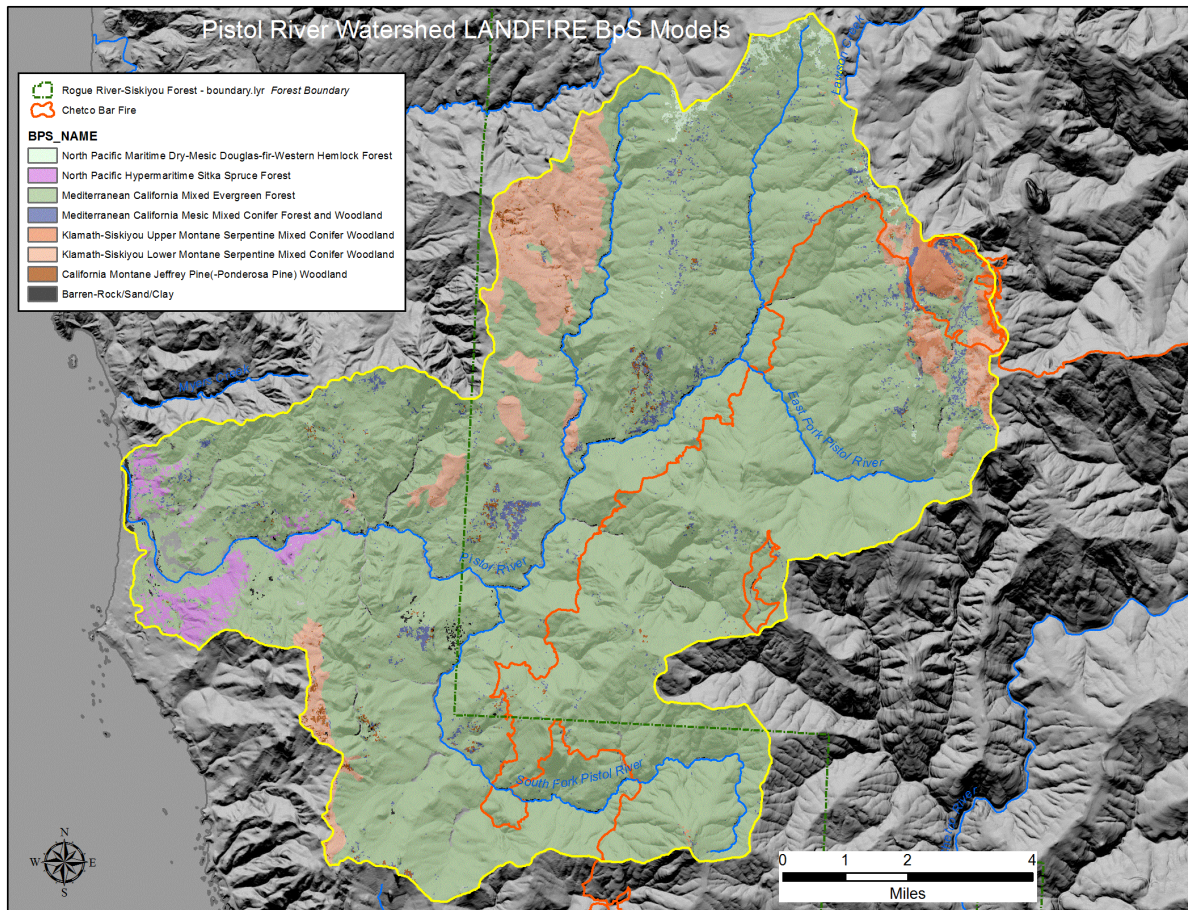 Pistol River Watershed LANDFIRE BpS Models
Rogue River-Siskiyou Forest - boundary.lyr Forest Boundary
Chetco Bar Fire
BPS_NAME
North Pacific Maritime Dry-Mesic Douglas-fir-Western Hemlock Forest
North Pacific Hypermaritime Sitka Spruce Forest
Mediterranean California Mixed Evergreen Forest
Mediterranean California Mesic Mixed Conifer Forest and Woodland
Klamath-Siskiyou Upper Montane Serpentine Mixed Conifer Woodland
Klamath-Siskiyou Lower Montane Serpentine Mixed Conifer Woodland
California Montane Jeffrey Pine(-Ponderosa Pine) Woodland
Barren-Rock/Sand/Clay
Creek
Creek
East Fork Pistol River
Pistol River
South Fork Pistol River
River
N
W
E
S
0 1 2 4
Miles